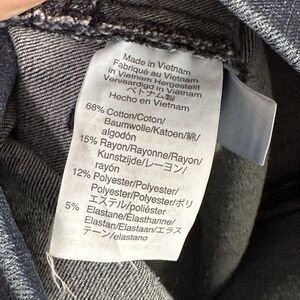 Made in Vietnam
Fabriqué au Vietnam
in Vietnam Hergestellt
Vervaardigd in Vietnam
ベトナム製
Hecho en Vietnam
68% Cotton/Coton/
Baumwolle/Katoen/綿/
algodón
15% Rayon/Rayonne/Rayon/
Kunstzijde/レーヨン/
rayón
12% Polyester/Polyester/
Polyester/Polyester/ポリ
エステル/poliéster
5% Elastane/Élasthanne/
Elastan/Elastaan/エラス
テーン/elastano